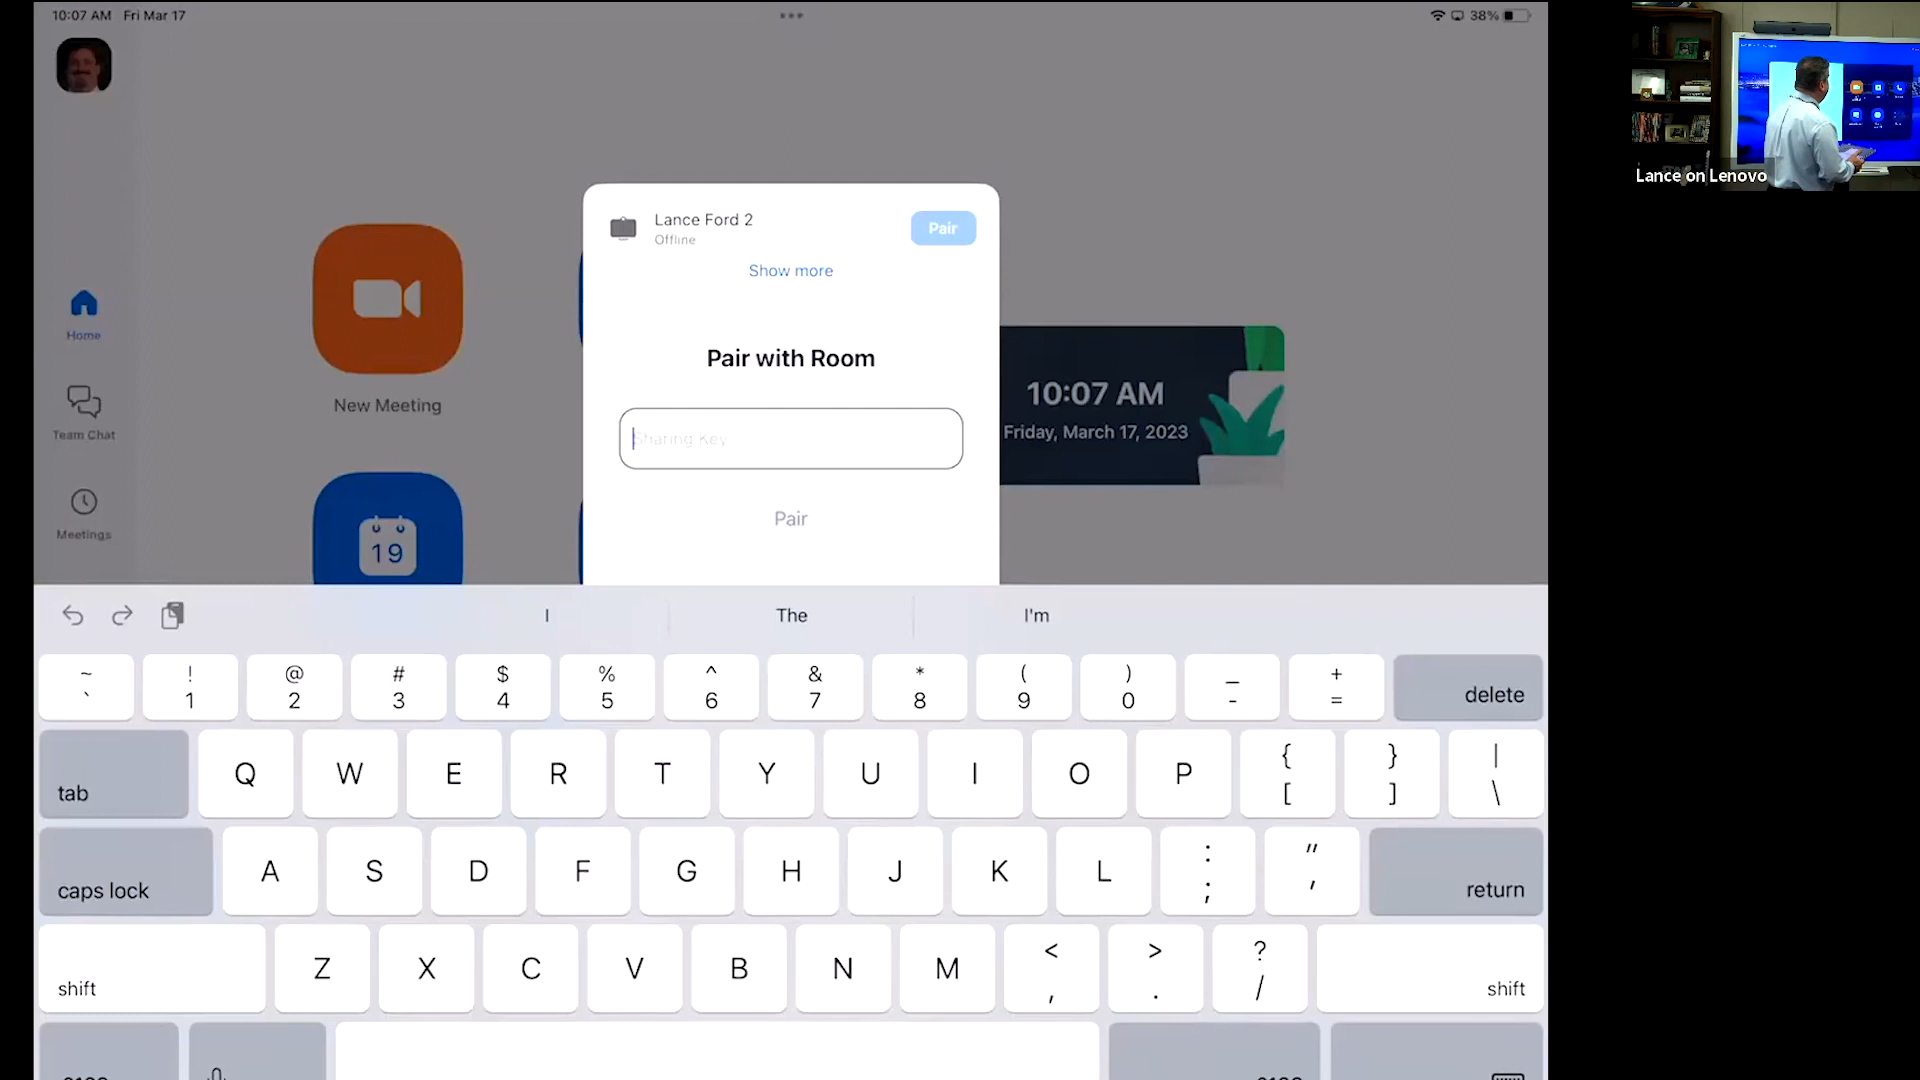 10:07 AM Fri Mar 17
38%
Lance Ford 2
Offline
Pair
Show more
Pair with Room
Sharing Key
Pair
Home
Team Chat
Meetings
New Meeting
19
10:07 AM
Friday, March 17, 2023
Lance on Lenovo
I The I'm
~ ! @ # $ % ^ & * ( ) _ +
` 1 2 3 4 5 6 7 8 9 0 - = delete
tab Q W E R T Y U I O P { [ } ] | \
caps lock A S D F G H J K L : ; " ' return
shift Z X C V B N M < , > . ? / shift